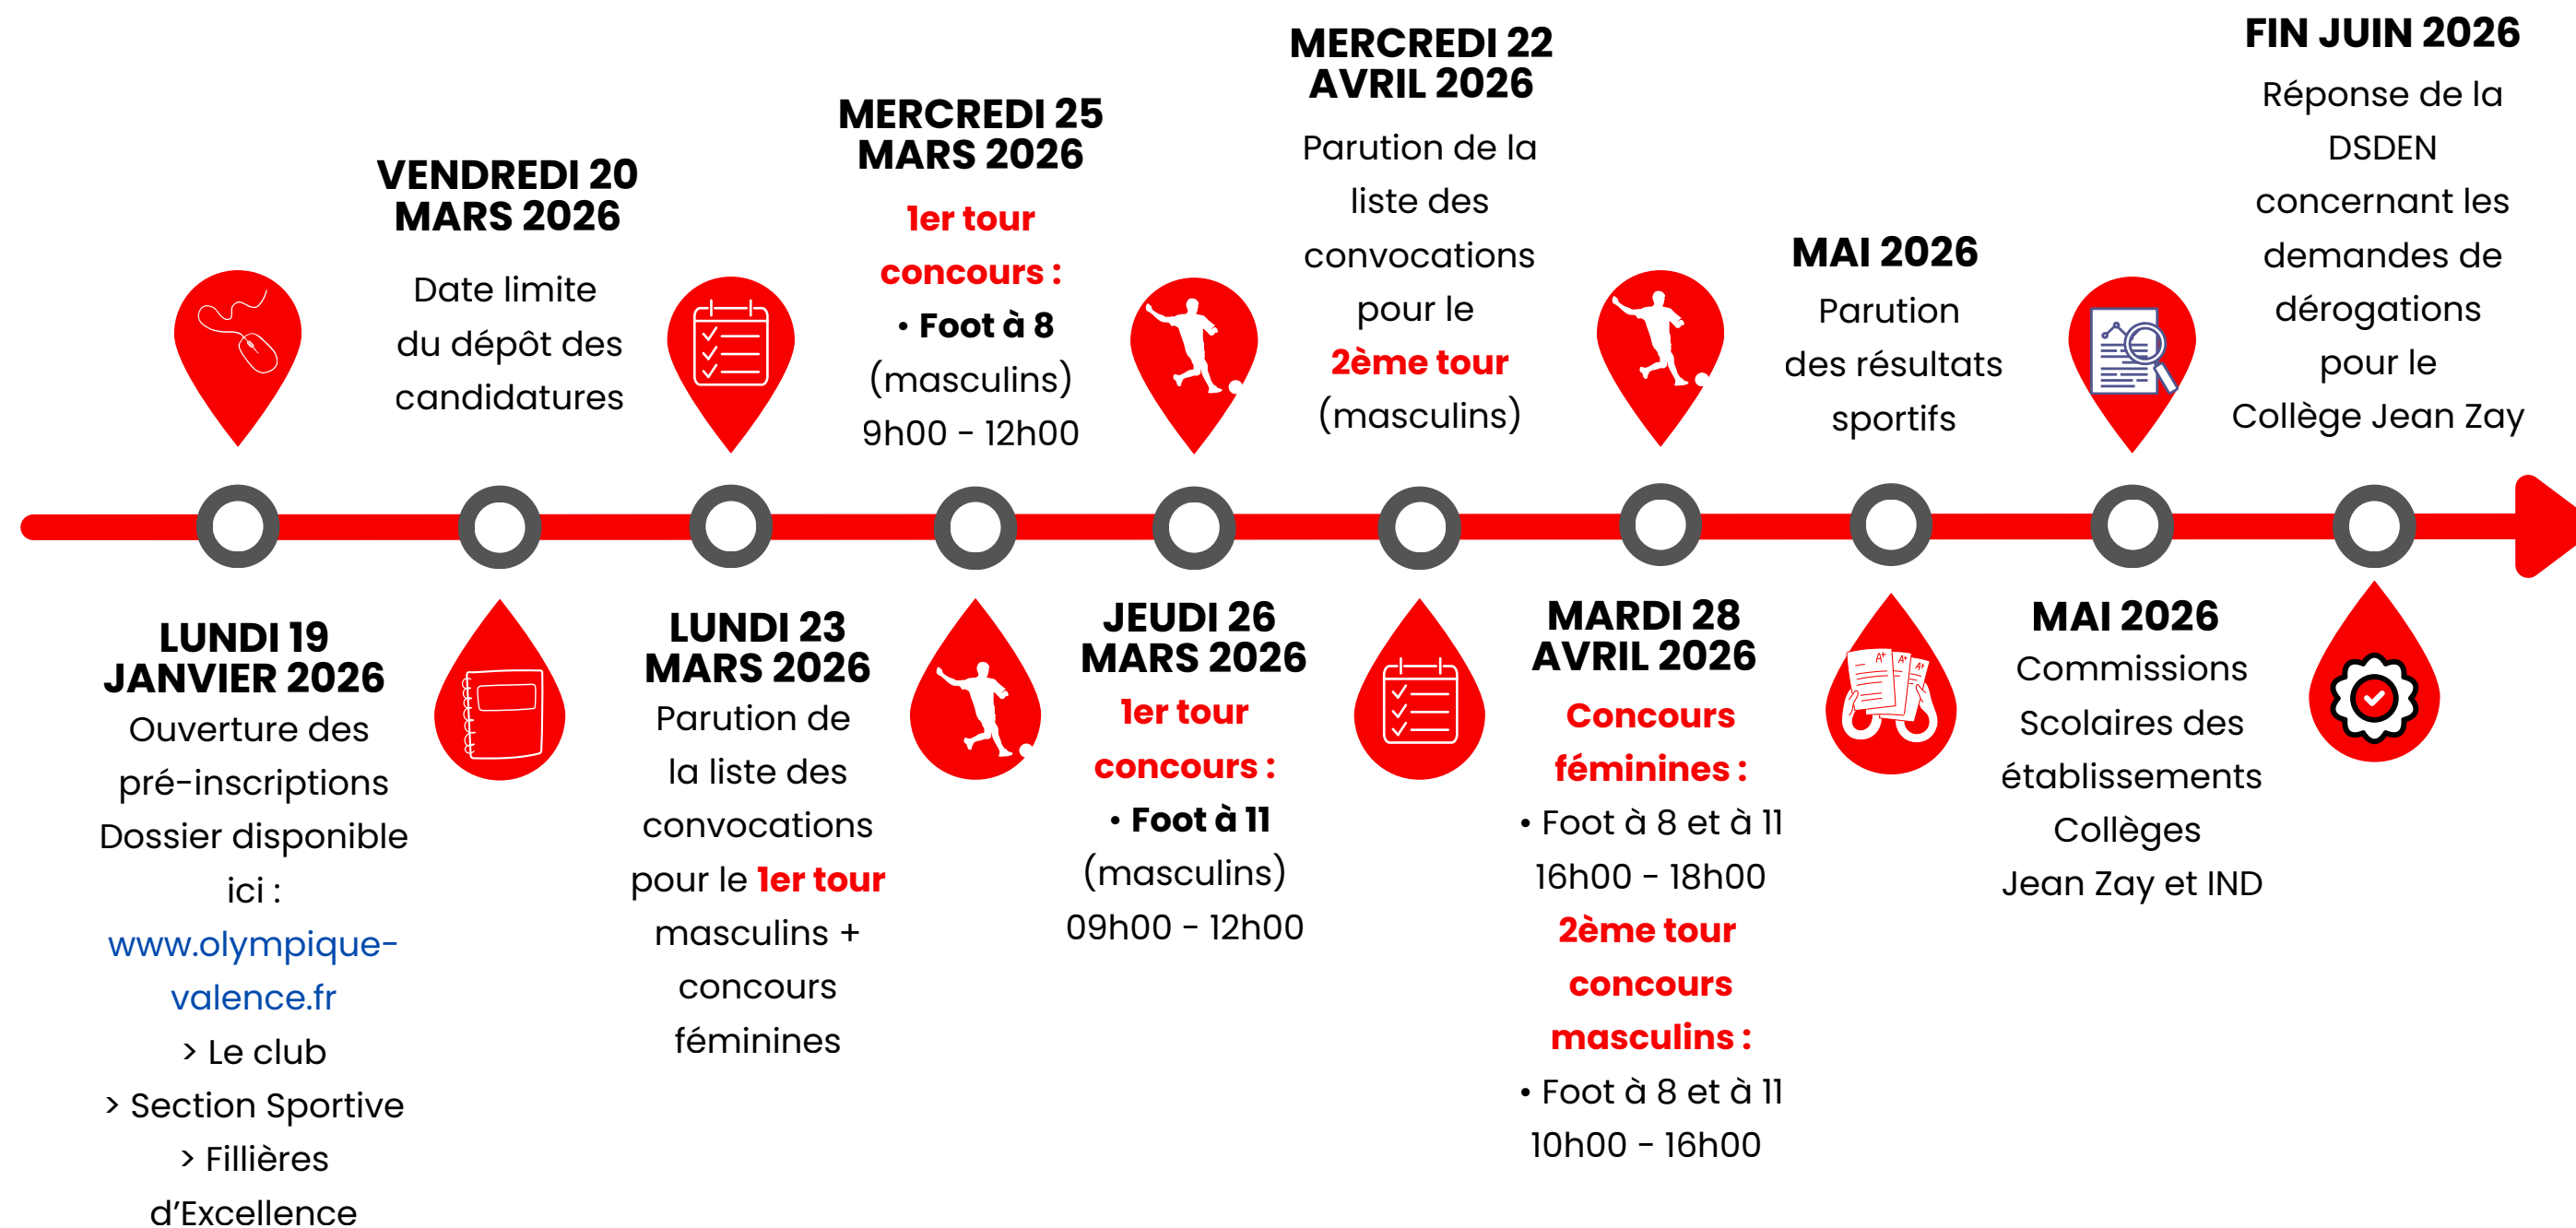 LUNDI 19
JANVIER 2026
Ouverture des
pré-inscriptions
Dossier disponible
ici :
www.olympique-
valence.fr
> Le club
> Section Sportive
> Fillières
d'Excellence
VENDREDI 20
MARS 2026
Date limite
du dépôt des
candidatures
LUNDI 23
MARS 2026
Parution de
la liste des
convocations
pour le 1er tour
masculins +
concours
féminines
MERCREDI 25
MARS 2026
1er tour
concours :
• Foot à 8
(masculins)
9h00 - 12h00
JEUDI 26
MARS 2026
1er tour
concours :
• Foot à 11
(masculins)
09h00 - 12h00
MERCREDI 22
AVRIL 2026
Parution de la
liste des
convocations
pour le
2ème tour
(masculins)
MARDI 28
AVRIL 2026
Concours
féminines :
• Foot à 8 et à 11
16h00 - 18h00
2ème tour
concours
masculins :
• Foot à 8 et à 11
10h00 - 16h00
MAI 2026
Parution
des résultats
sportifs
A+ A+ A+
MAI 2026
Commissions
Scolaires des
établissements
Collèges
Jean Zay et IND
FIN JUIN 2026
Réponse de la
DSDEN
concernant les
demandes de
dérogations
pour le
Collège Jean Zay